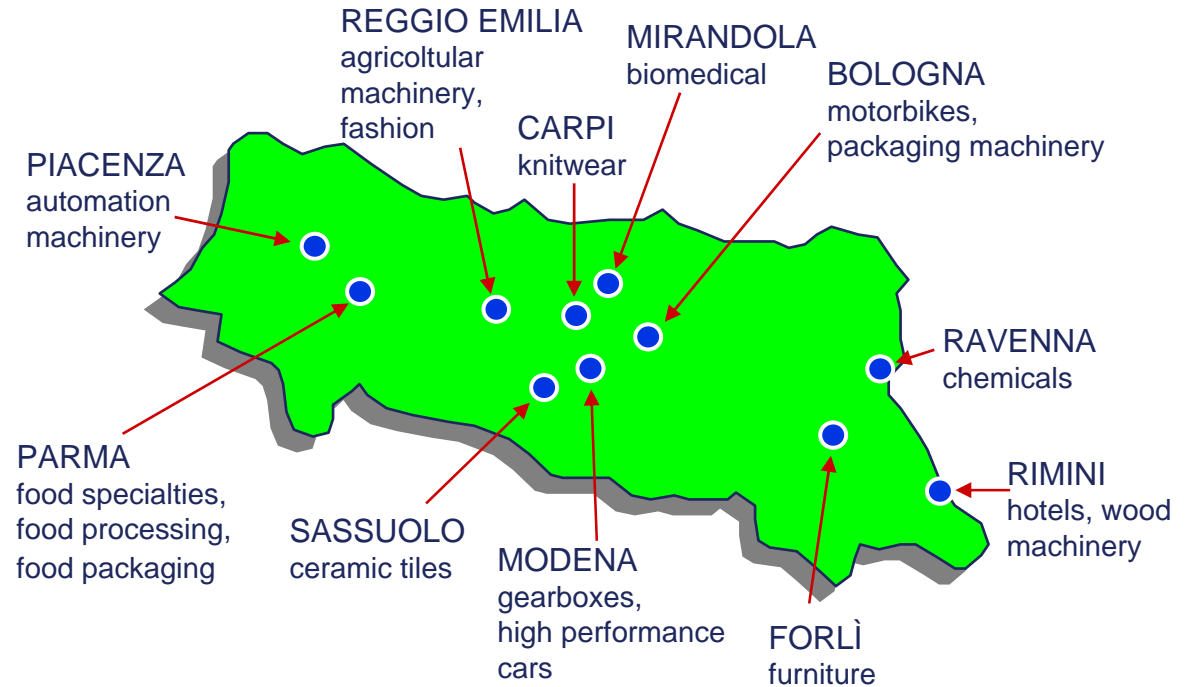 REGGIO EMILIA
agricoltular
machinery,
fashion
MIRANDOLA
biomedical
BOLOGNA
motorbikes,
packaging machinery
CARPI
knitwear
PIACENZA
automation
machinery
RAVENNA
chemicals
PARMA
food specialties,
food processing,
food packaging
SASSUOLO
ceramic tiles
MODENA
gearboxes,
high performance
cars
FORLÌ
furniture
RIMINI
hotels, wood
machinery